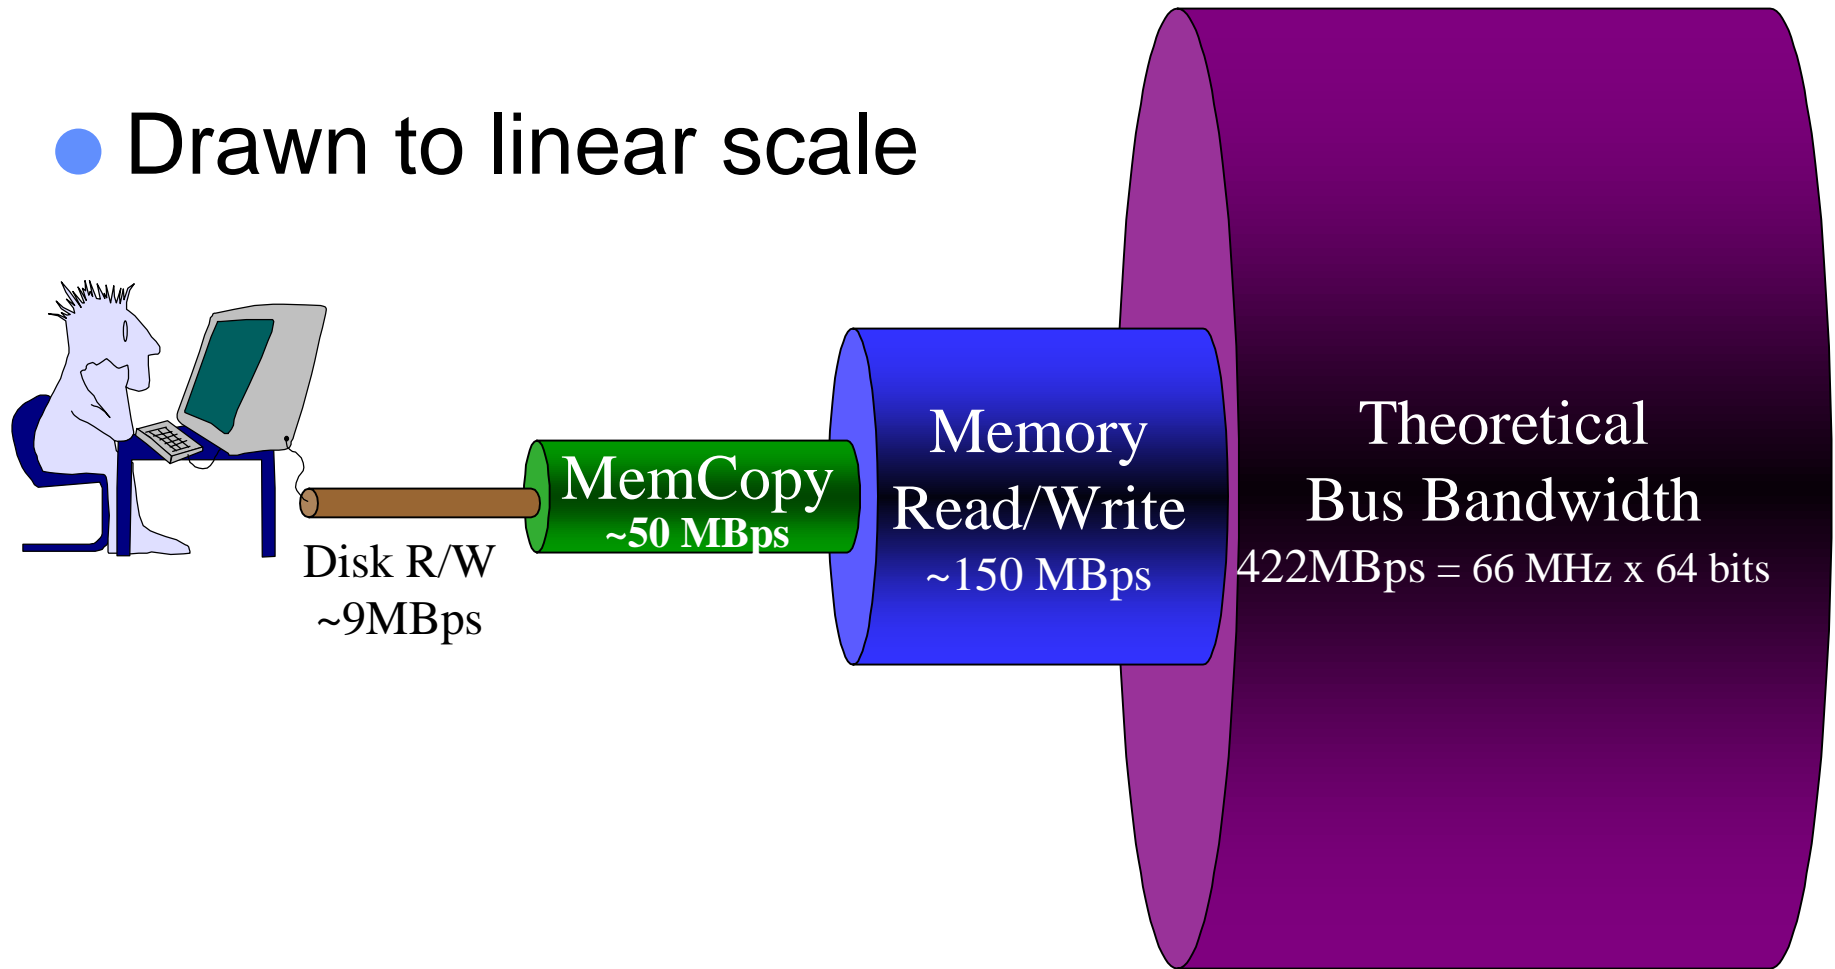 ● Drawn to linear scale
MemCopy
~50 MBps
Disk R/W
~9MBps
Memory
Read/Write
~150 MBps
Theoretical
Bus Bandwidth
422MBps = 66 MHz x 64 bits